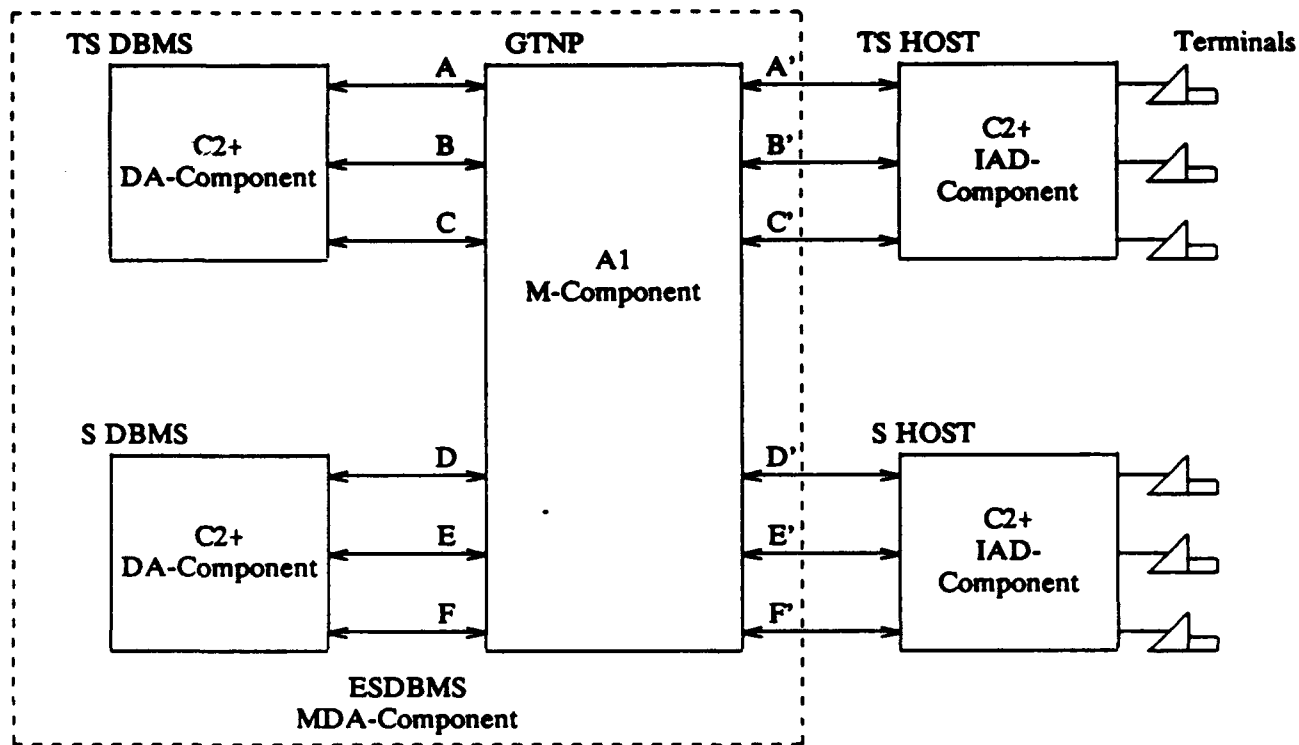 TS DBMS
GTNP
TS HOST
Terminals
A
A'
C2+
DA-Component
B
B'
C2+
IAD-
Component
C
C'
A1
M-Component
S DBMS
S HOST
D
D'
C2+
DA-Component
E
E'
C2+
IAD-
Component
F
F'
ESDBMS
MDA-Component